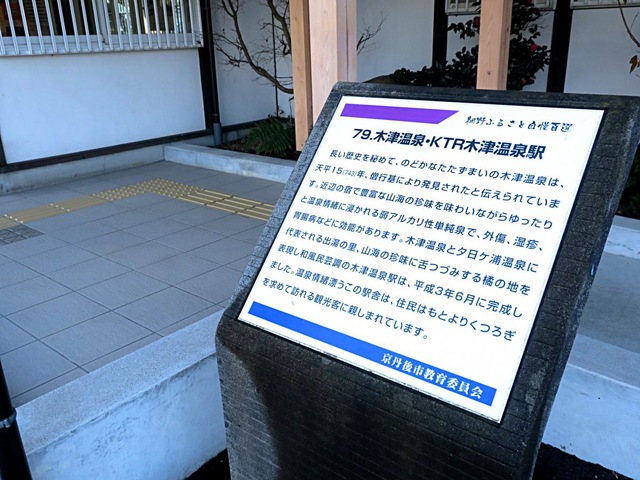 網野ふるさと自慢百選
79.木津温泉・KTR木津温泉駅
長い歴史を秘めて、のどかなたたずまいの木津温泉は、
天平15(743)年、僧行基により発見されたと伝えられていま
す。近辺の宿で豊富な山海の珍味を味わいながらゆったり
と温泉情緒に浸かれる弱アルカリ性単純泉で、外傷、湿疹、
胃腸病などに効能があります。木津温泉と夕日ケ浦温泉に
代表される出湯の里、山海の珍味に舌つづみする橘の地を
表現し和風民芸調の木津温泉駅は、平成3年6月に完成し
ました。温泉情緒漂うこの駅舎は、住民はもとよりくつろぎ
を求めて訪れる観光客に親しまれています。
京丹後市教育委員会